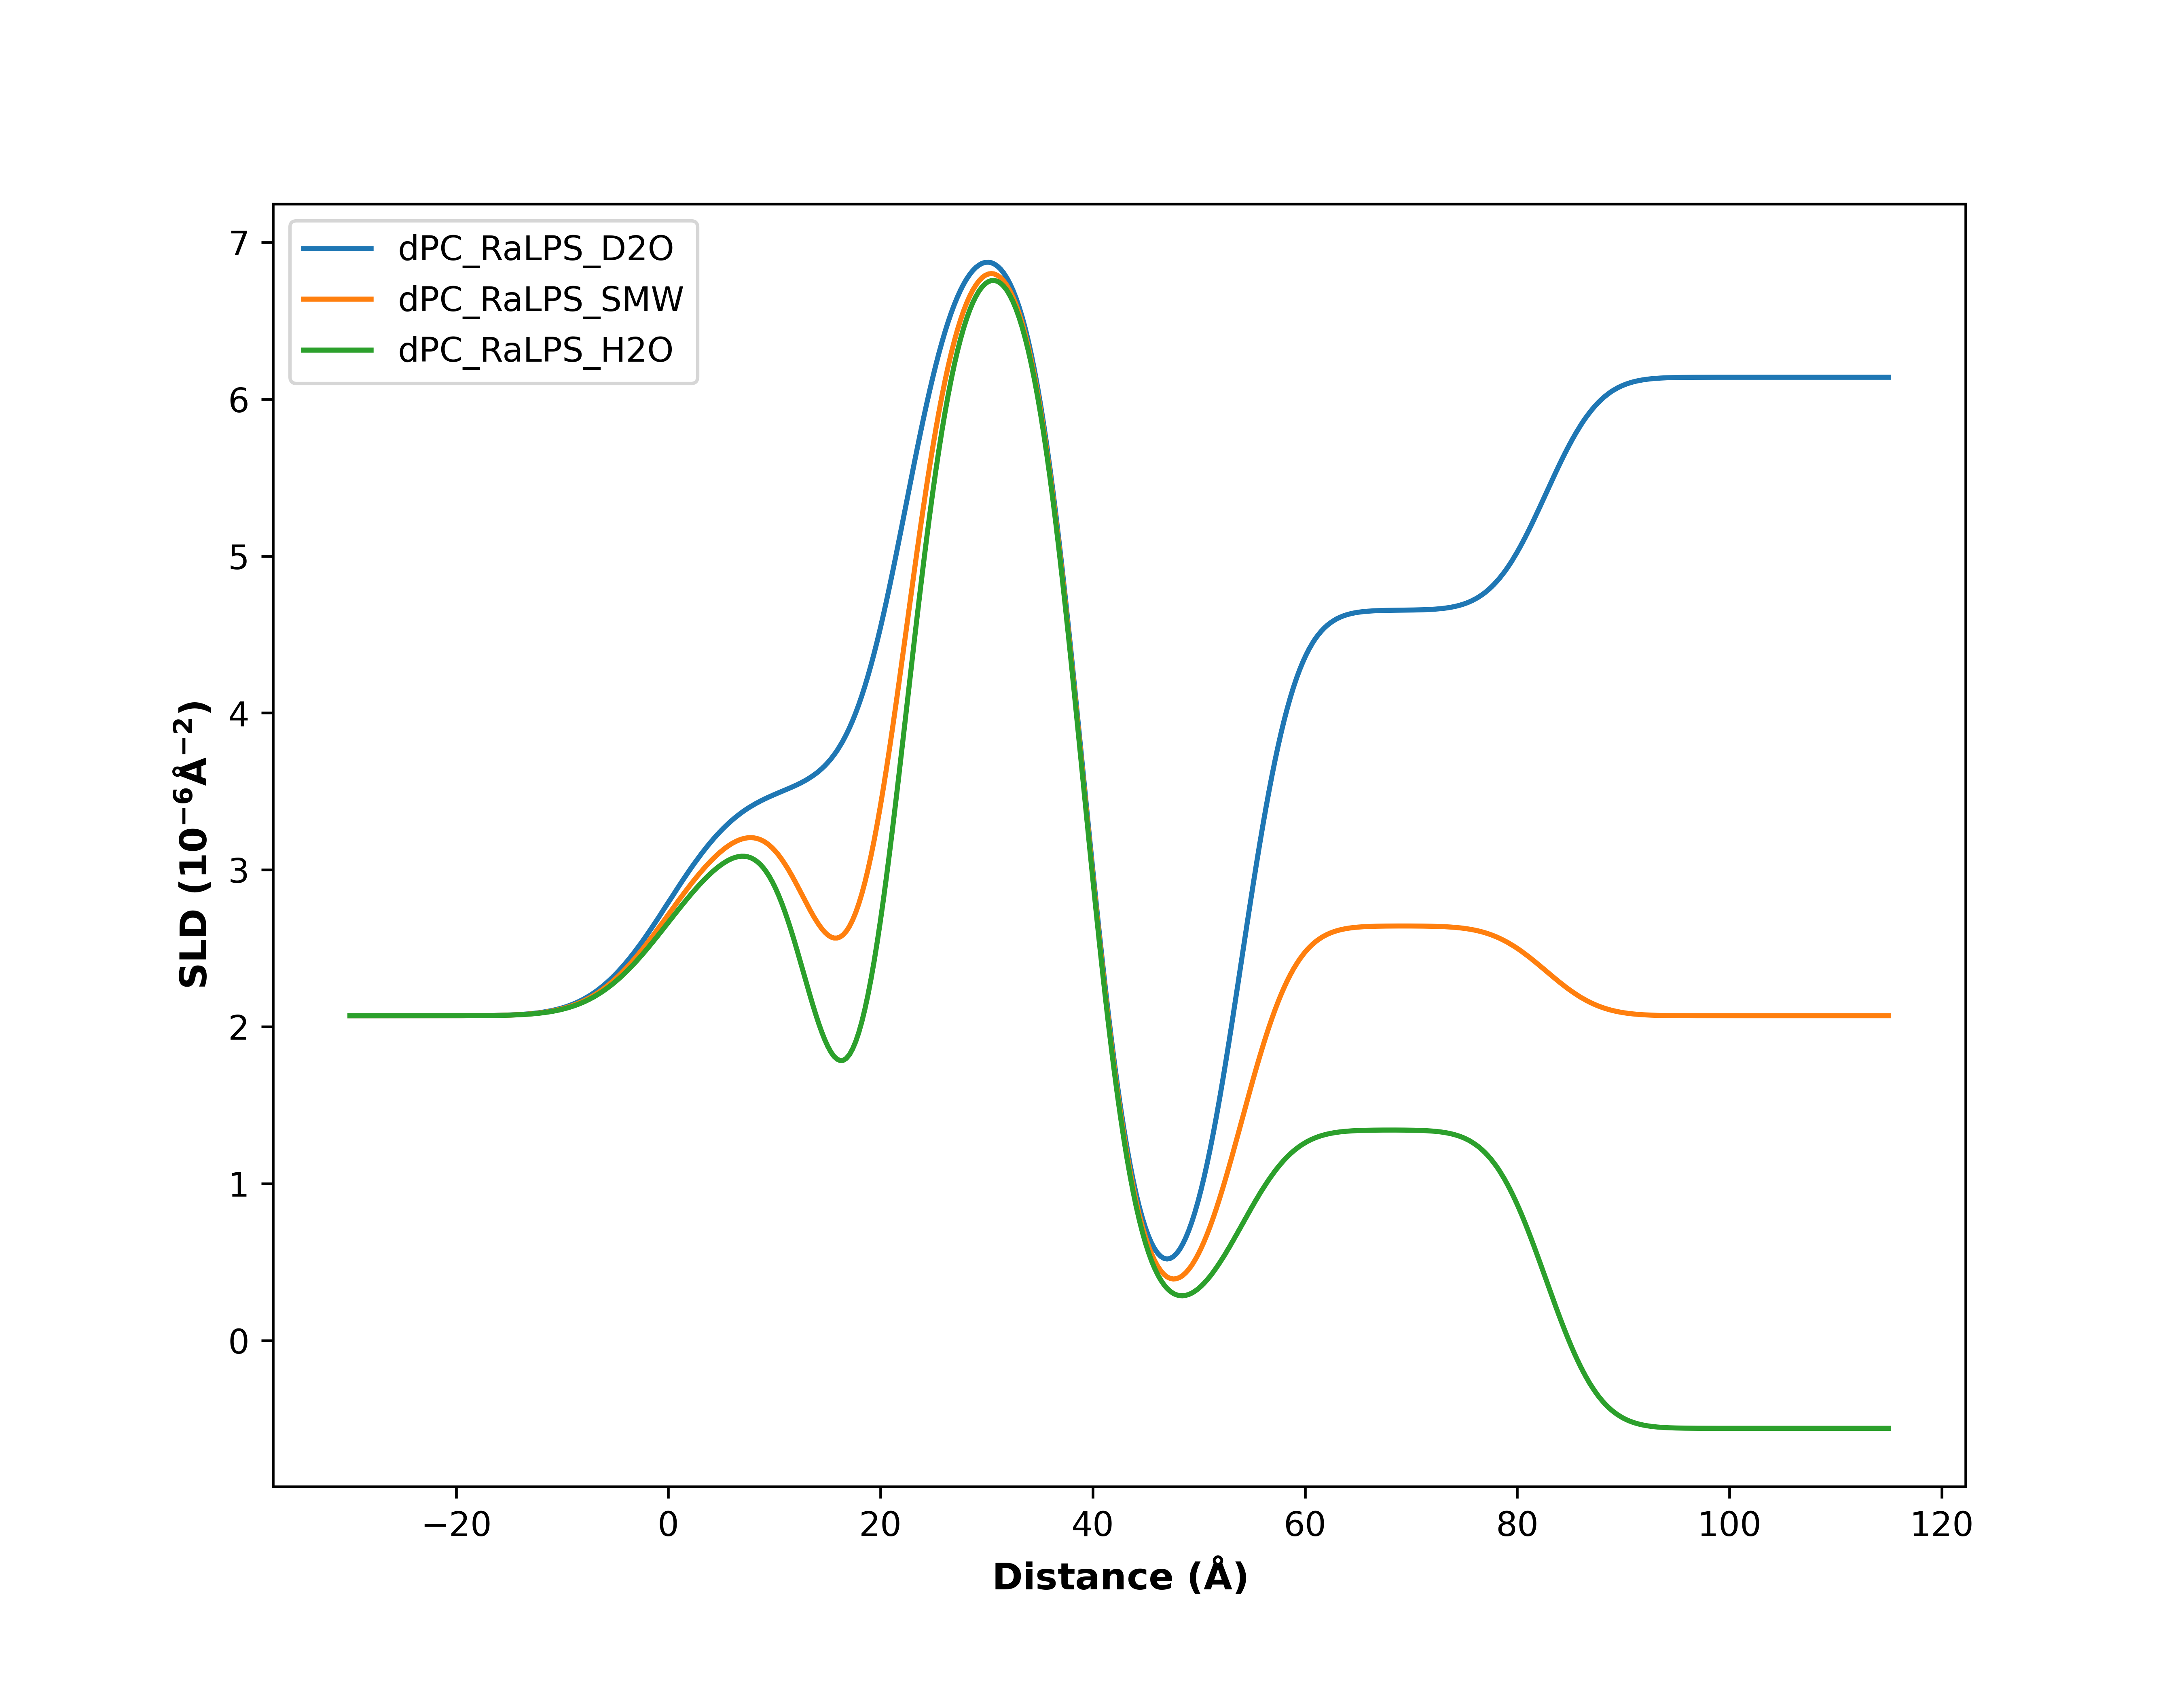 7
6
5
4
3
2
1
0
SLD (10⁻⁶Å⁻²)
dPC_RaLPS_D2O
dPC_RaLPS_SMW
dPC_RaLPS_H2O
−20 0 20 40 60 80 100 120
Distance (Å)